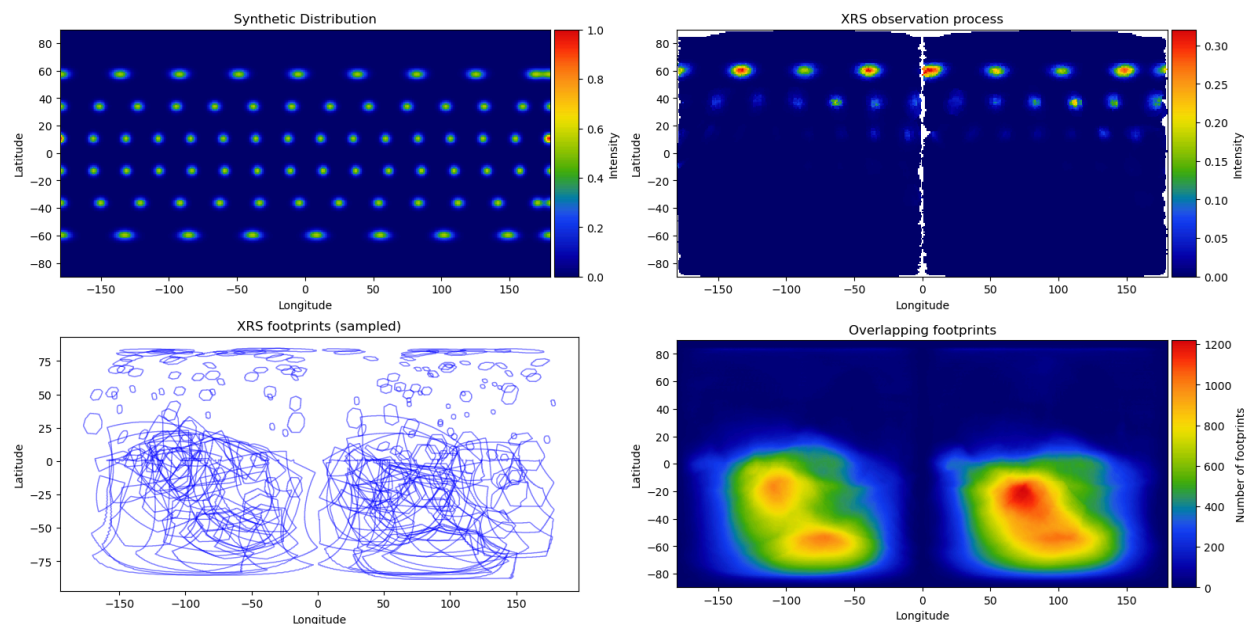 Synthetic Distribution
80
60
40
20
0
−20
−40
−60
−80
Latitude
−150 −100 −50 0 50 100 150
Longitude
1.0
0.8
0.6
0.4
0.2
0.0
Intensity
XRS observation process
80
60
40
20
0
−20
−40
−60
−80
Latitude
−150 −100 −50 0 50 100 150
Longitude
0.30
0.25
0.20
0.15
0.10
0.05
0.00
Intensity
XRS footprints (sampled)
75
50
25
0
−25
−50
−75
Latitude
−150 −100 −50 0 50 100 150
Longitude
Overlapping footprints
80
60
40
20
0
−20
−40
−60
−80
Latitude
−150 −100 −50 0 50 100 150
Longitude
1200
1000
800
600
400
200
0
Number of footprints